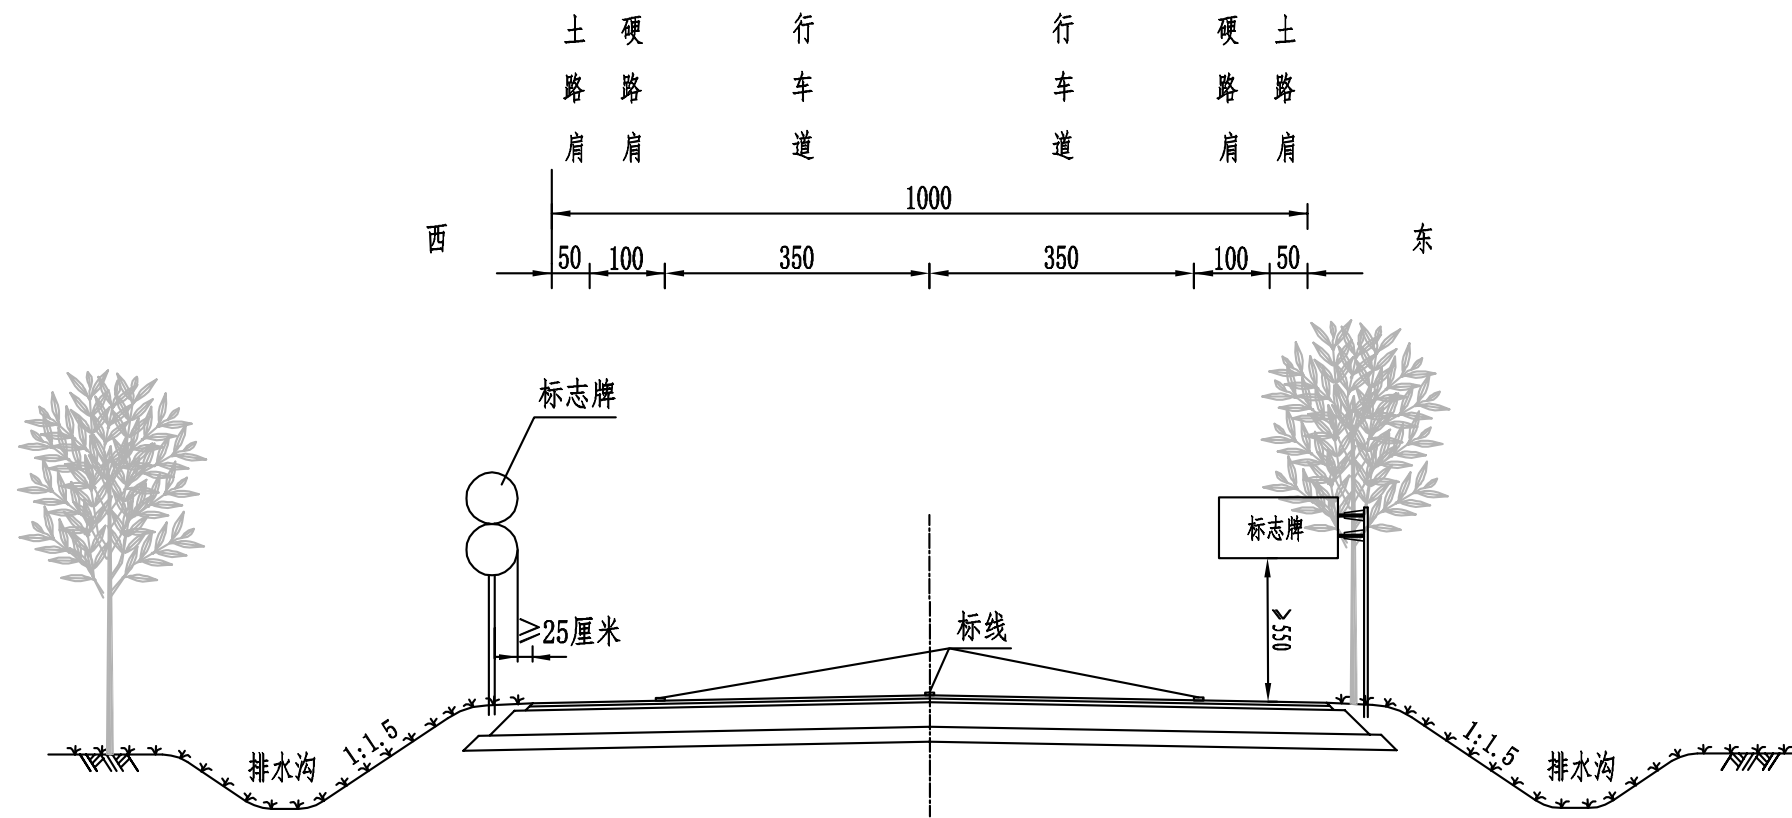 土路肩
硬路肩
行车道
行车道
硬路肩
土路肩
1000
西
东
50
100
350
350
100
50
标志牌
标志牌
≥25厘米
标线
≥550
1:1.5
排水沟
1:1.5
排水沟